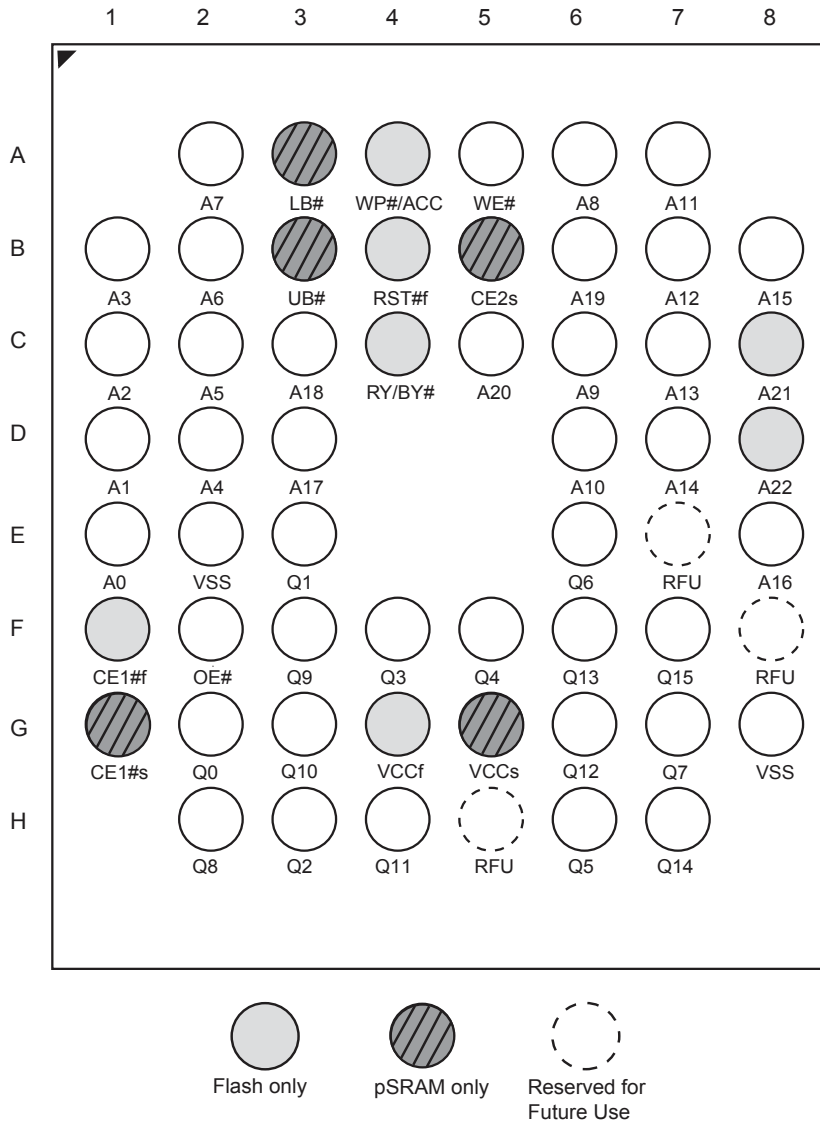 1 2 3 4 5 6 7 8
A
A7 LB# WP#/ACC WE# A8 A11
B
A3 A6 UB# RST#f CE2s A19 A12 A15
C
A2 A5 A18 RY/BY# A20 A9 A13 A21
D
A1 A4 A17 A10 A14 A22
E
A0 VSS Q1 Q6 RFU A16
F
CE1#f OE# Q9 Q3 Q4 Q13 Q15 RFU
G
CE1#s Q0 Q10 VCCf VCCs Q12 Q7 VSS
H
Q8 Q2 Q11 RFU Q5 Q14
Flash only pSRAM only Reserved for
Future Use